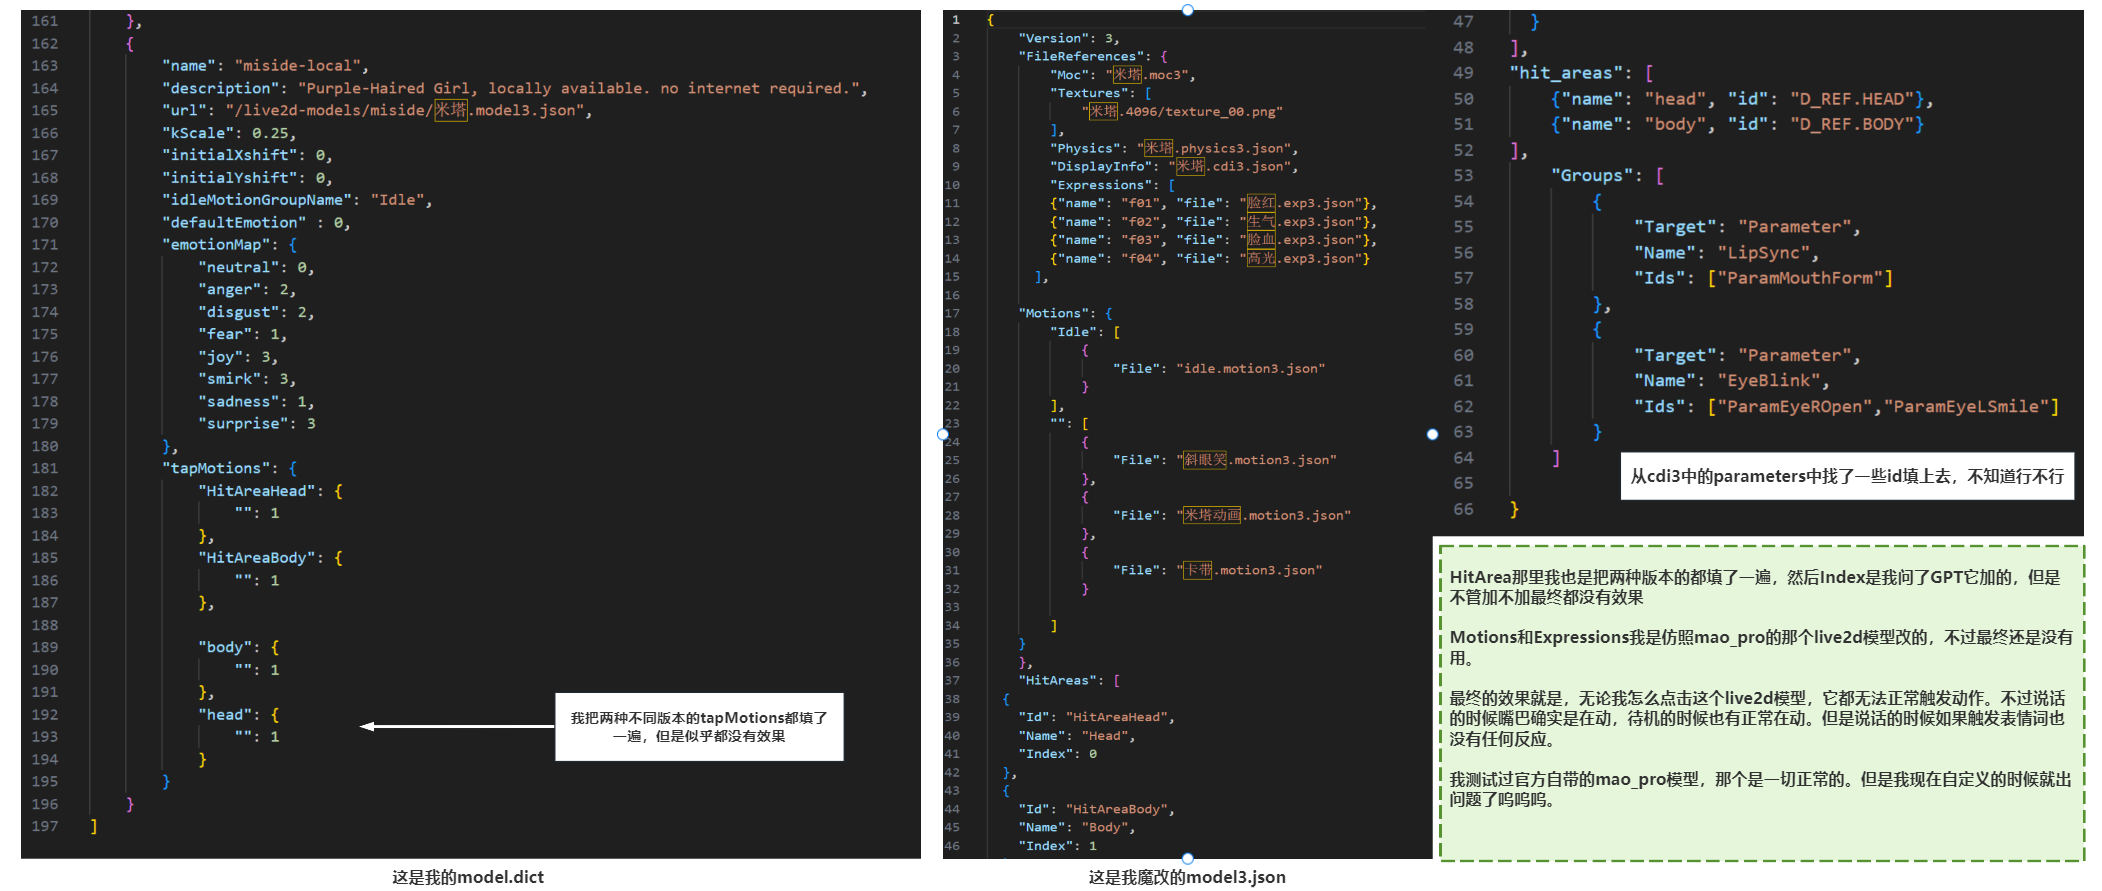 161 },
162 {
163 "name": "miside-local",
164 "description": "Purple-Haired Girl, locally available. no internet required.",
165 "url": "/live2d-models/miside/米塔.model3.json",
166 "kScale": 0.25,
167 "initialXshift": 0,
168 "initialYshift": 0,
169 "idleMotionGroupName": "Idle",
170 "defaultEmotion" : 0,
171 "emotionMap": {
172 "neutral": 0,
173 "anger": 2,
174 "disgust": 2,
175 "fear": 1,
176 "joy": 3,
177 "smirk": 3,
178 "sadness": 1,
179 "surprise": 3
180 },
181 "tapMotions": {
182 "HitAreaHead": {
183 "": 1
184 },
185 "HitAreaBody": {
186 "": 1
187 },
188
189 "body": {
190 "": 1
191 },
192 "head": {
193 "": 1
194 }
195 }
196 }
197 ]
我把两种不同版本的tapMotions都填了
一遍，但是似乎都没有效果
这是我的model.dict
1 {
2 "Version": 3,
3 "FileReferences": {
4 "Moc": "米塔.moc3",
5 "Textures": [
6 "米塔.4096/texture_00.png"
7 ],
8 "Physics": "米塔.physics3.json",
9 "DisplayInfo": "米塔.cdi3.json",
10 "Expressions": [
11 {"name": "f01", "file": "脸红.exp3.json"},
12 {"name": "f02", "file": "生气.exp3.json"},
13 {"name": "f03", "file": "脸血.exp3.json"},
14 {"name": "f04", "file": "高光.exp3.json"}
15 ],
16
17 "Motions": {
18 "Idle": [
19 {
20 "File": "idle.motion3.json"
21 }
22 ],
23 "": [
24 {
25 "File": "斜眼笑.motion3.json"
26 },
27 {
28 "File": "米塔动画.motion3.json"
29 },
30 {
31 "File": "卡带.motion3.json"
32 }
33
34 ]
35 }
36 },
37 "HitAreas": [
38 {
39 "Id": "HitAreaHead",
40 "Name": "Head",
41 "Index": 0
42 },
43 {
44 "Id": "HitAreaBody",
45 "Name": "Body",
46 "Index": 1
这是我魔改的model3.json
47 }
48 ],
49 "hit_areas": [
50 {"name": "head", "id": "D_REF.HEAD"},
51 {"name": "body", "id": "D_REF.BODY"}
52 ],
53 "Groups": [
54 {
55 "Target": "Parameter",
56 "Name": "LipSync",
57 "Ids": ["ParamMouthForm"]
58 },
59 {
60 "Target": "Parameter",
61 "Name": "EyeBlink",
62 "Ids": ["ParamEyeROpen","ParamEyeLSmile"]
63 }
64 ]
65
66 }
从cdi3中的parameters中找了一些id填上去，不知道行不行
HitArea那里我也是把两种版本的都填了一遍，然后Index是我问了GPT它加的，但是
不管加不加最终都没有效果
Motions和Expressions我是仿照mao_pro的那个live2d模型改的，不过最终还是没有
用。
最终的效果就是，无论我怎么点击这个live2d模型，它都无法正常触发动作。不过说话
的时候嘴巴确实是在动，待机的时候也有正常在动。但是说话的时候如果触发表情词也
没有任何反应。
我测试过官方自带的mao_pro模型，那个是一切正常的。但是我现在自定义的时候就出
问题了呜呜呜。